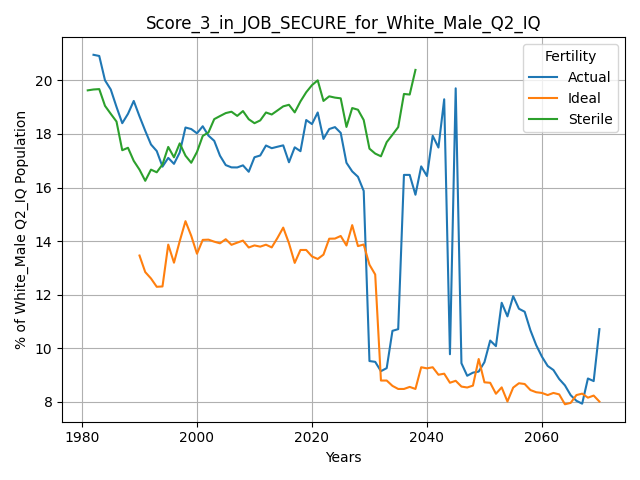 Score_3_in_JOB_SECURE_for_White_Male_Q2_IQ
Fertility
Actual
Ideal
Sterile
% of White_Male Q2_IQ Population
20
18
16
14
12
10
8
1980
2000
2020
2040
2060
Years